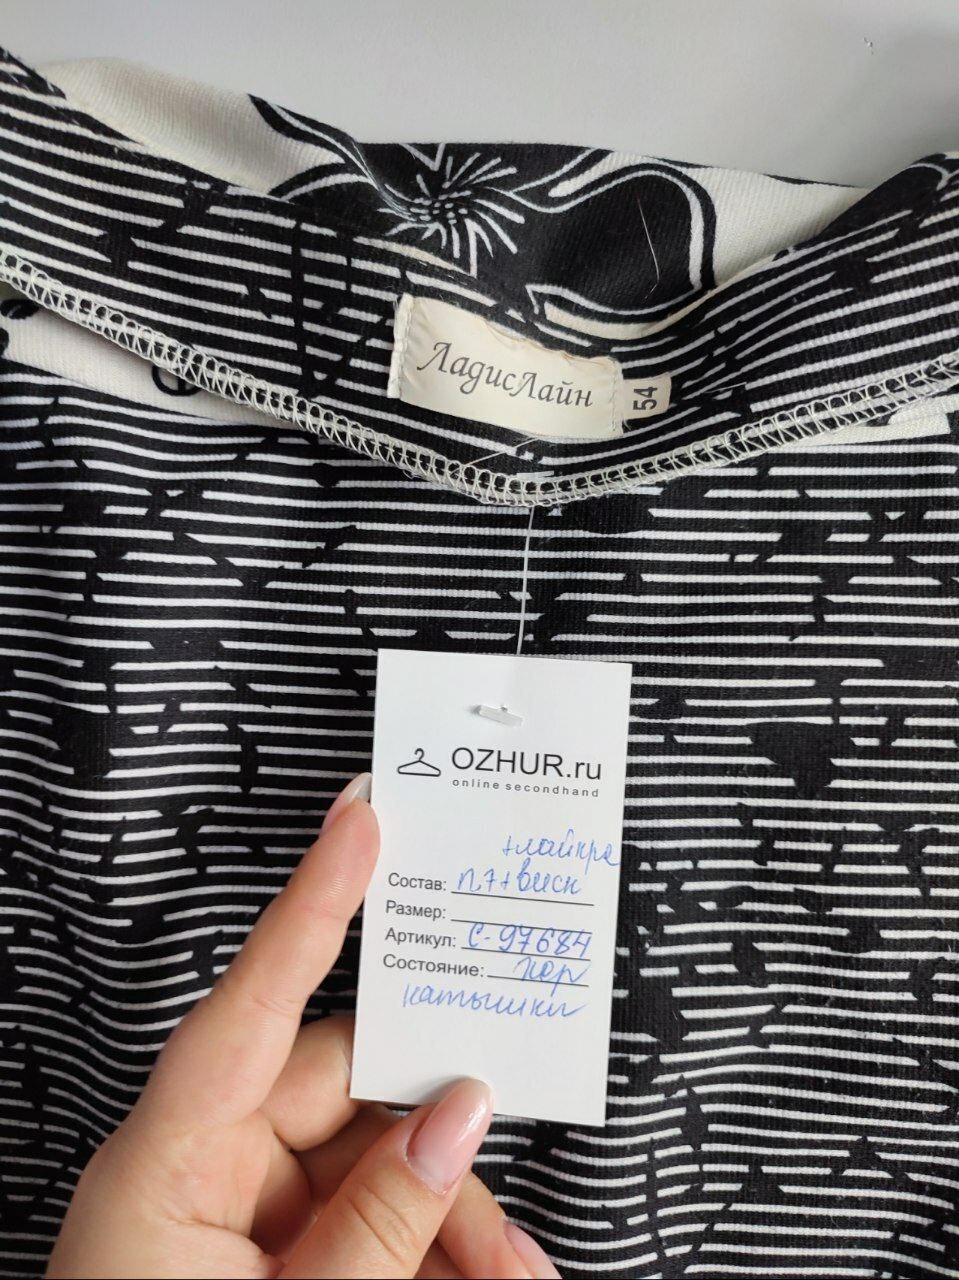 ЛадисЛайн
54
OZHUR.ru
online secondhand
+лайкра
Состав: п.э+виск
Размер:
Артикул: С-97684
Состояние: хор
катышки